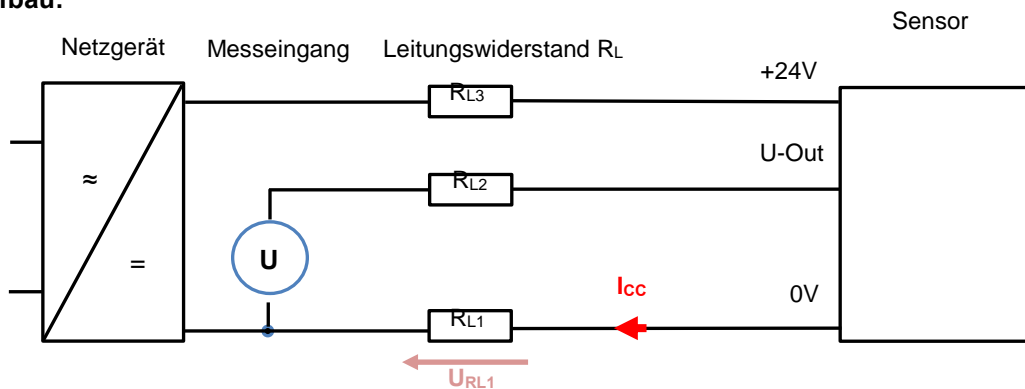 Sensor
Netzgerät Messeingang Leitungswiderstand RL
+24V
RL3
U-Out
RL2
≈
U
=
ICC
0V
RL1
URL1